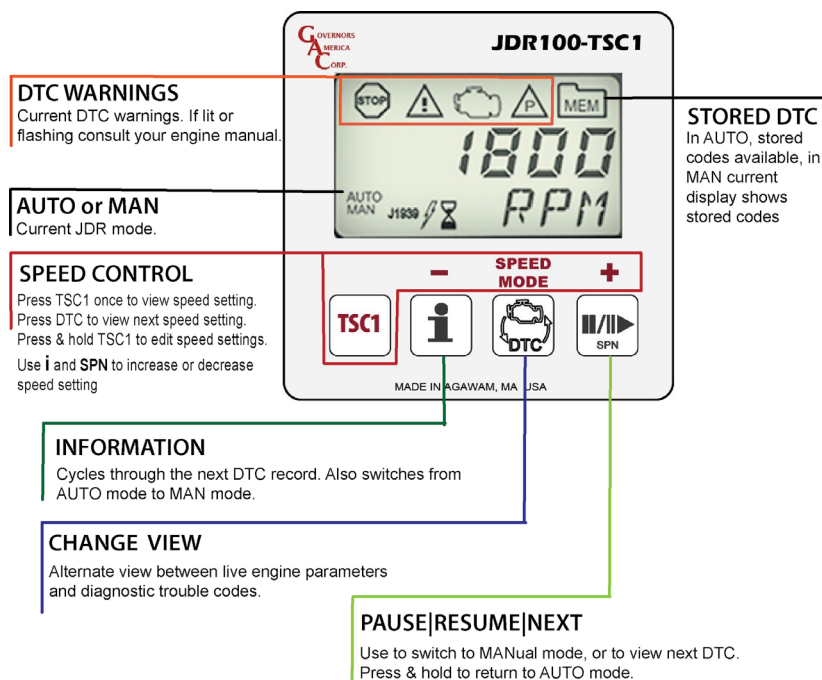 GOVERNORS
AMERICA
CORP.
JDR100-TSC1
STOP
!
P
MEM
1800
RPM
AUTO
MAN
J1939
SPEED
MODE
−
+
TSC1
i
DTC
SPN
MADE IN AGAWAM, MA USA
DTC WARNINGS
Current DTC warnings. If lit or
flashing consult your engine manual.
AUTO or MAN
Current JDR mode.
SPEED CONTROL
Press TSC1 once to view speed setting.
Press DTC to view next speed setting.
Press & hold TSC1 to edit speed settings.
Use i and SPN to increase or decrease
speed setting
STORED DTC
In AUTO, stored
codes available, in
MAN current
display shows
stored codes
INFORMATION
Cycles through the next DTC record. Also switches from
AUTO mode to MAN mode.
CHANGE VIEW
Alternate view between live engine parameters
and diagnostic trouble codes.
PAUSE|RESUME|NEXT
Use to switch to MANual mode, or to view next DTC.
Press & hold to return to AUTO mode.